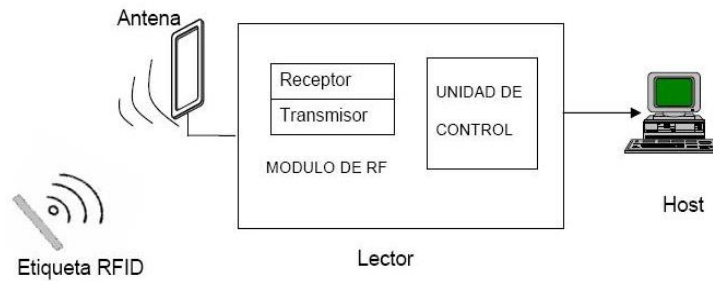 Antena
Receptor
Transmisor
MODULO DE RF
UNIDAD DE
CONTROL
Host
Lector
Etiqueta RFID